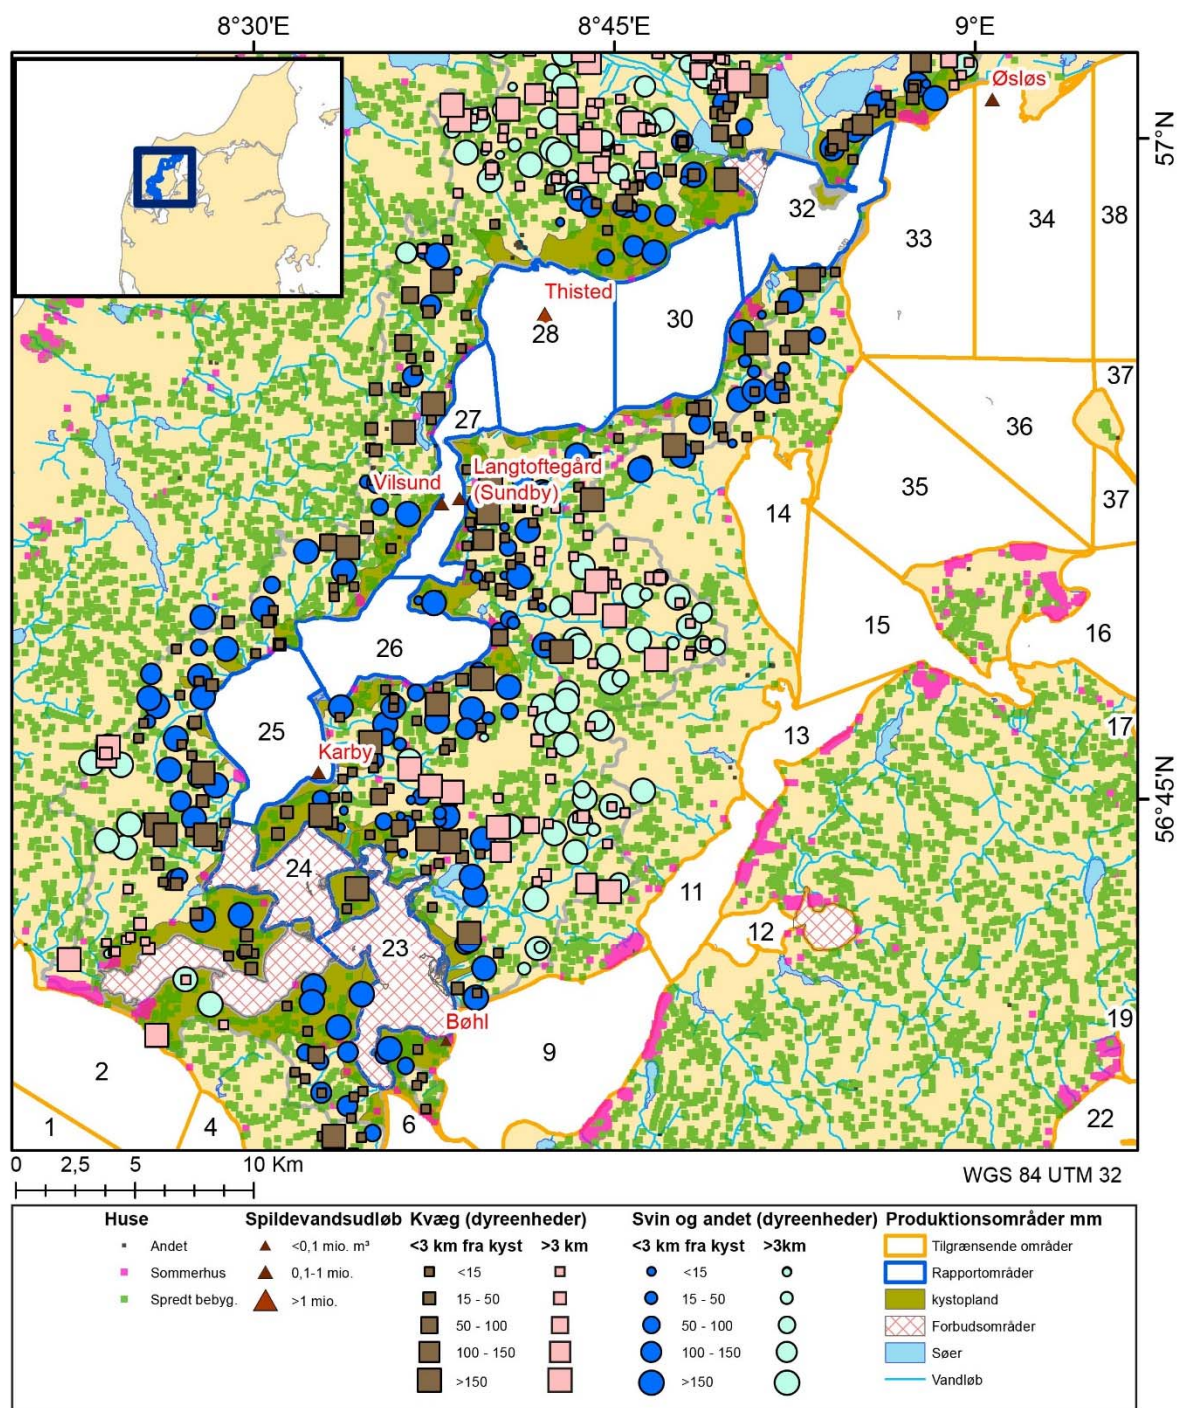 8°30'E 8°45'E 9°E
Øsløs
57°N
32
34
38
33
Thisted
28
30
37
27
36
Langtoftegård
(Sundby)
Vilsund
35
14
37
15
16
26
25
13
17
Karby
56°45'N
24
11
12
23
Bøhl
19
9
2
1
4
6
22
0 2,5 5 10 Km
WGS 84 UTM 32
Huse
Andet
Sommerhus
Spredt bebyg.
Spildevandsudløb
<0,1 mio. m³
0,1-1 mio.
>1 mio.
Kvæg (dyreenheder)
<3 km fra kyst >3 km
<15
15 - 50
50 - 100
100 - 150
>150
Svin og andet (dyreenheder)
<3 km fra kyst >3km
<15
15 - 50
50 - 100
100 - 150
>150
Produktionsområder mm
Tilgrænsende områder
Rapportområder
kystopland
Forbudsområder
Søer
Vandløb